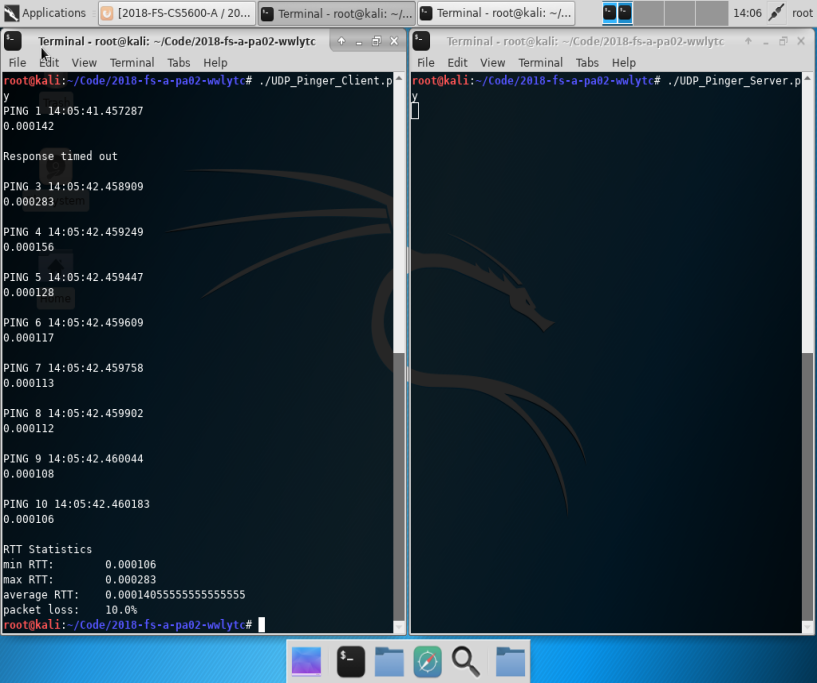 Applications
[2018-FS-CS5600-A / 20...
Terminal - root@kali: ~/...
Terminal - root@kali: ~/...
14:06
root
Terminal - root@kali: ~/Code/2018-fs-a-pa02-wwlytc
File Edit View Terminal Tabs Help
root@kali:~/Code/2018-fs-a-pa02-wwlytc# ./UDP_Pinger_Client.p
y
PING 1 14:05:41.457287
0.000142
Response timed out
PING 3 14:05:42.458909
0.000283
PING 4 14:05:42.459249
0.000156
PING 5 14:05:42.459447
0.000128
PING 6 14:05:42.459609
0.000117
PING 7 14:05:42.459758
0.000113
PING 8 14:05:42.459902
0.000112
PING 9 14:05:42.460044
0.000108
PING 10 14:05:42.460183
0.000106
RTT Statistics
min RTT: 0.000106
max RTT: 0.000283
average RTT: 0.00014055555555555555
packet loss: 10.0%
root@kali:~/Code/2018-fs-a-pa02-wwlytc#
Home
Terminal - root@kali: ~/Code/2018-fs-a-pa02-wwlytc
File Edit View Terminal Tabs Help
root@kali:~/Code/2018-fs-a-pa02-wwlytc# ./UDP_Pinger_Server.p
y